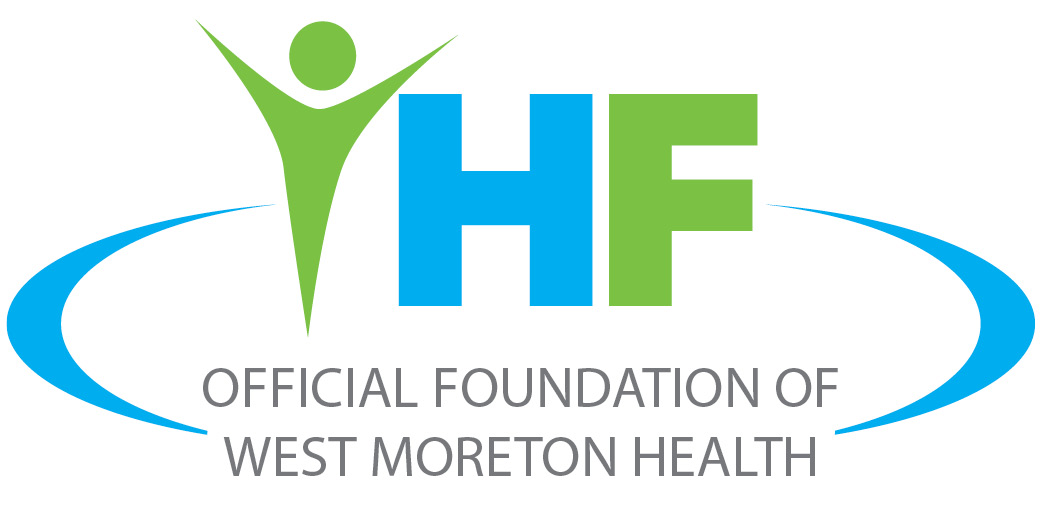 HF
OFFICIAL FOUNDATION OF
WEST MORETON HEALTH